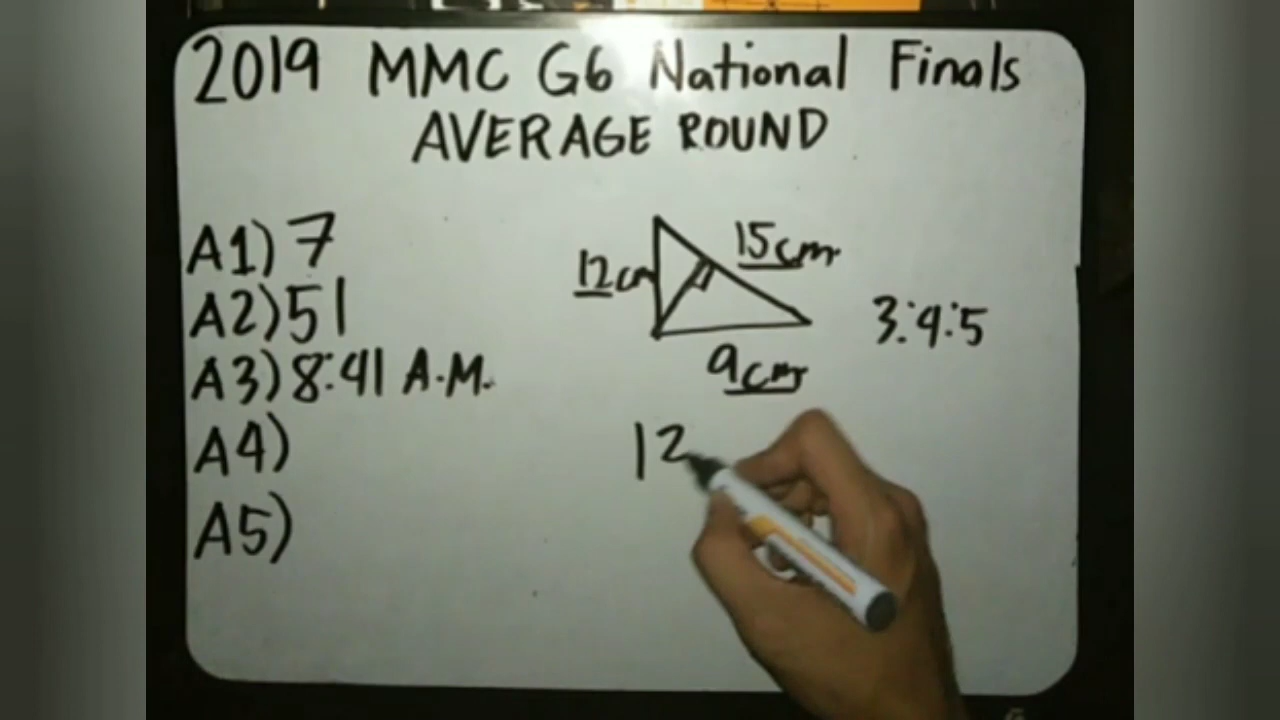 2019 MMC G6 National Finals
AVERAGE ROUND
A1) 7
A2) 51
A3) 8:41 A.M.
A4)
A5)
15cm
12cm
3:4:5
9cm
12